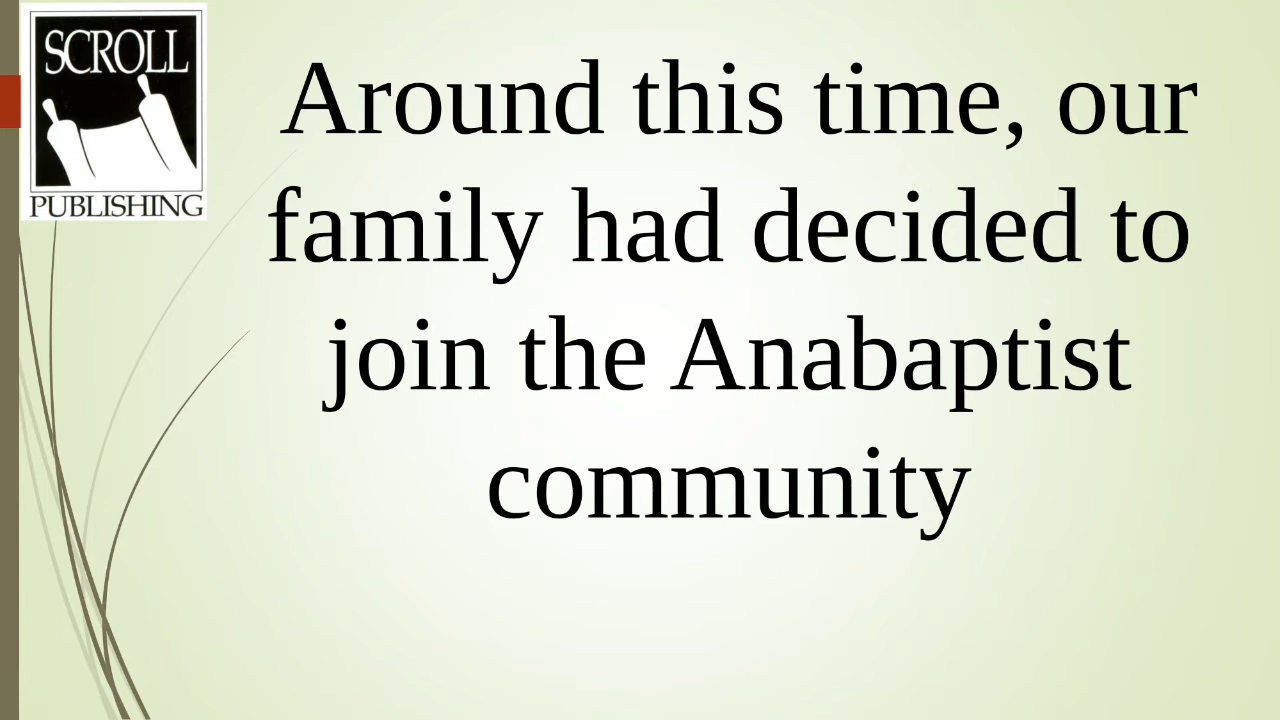 SCROLL
PUBLISHING
Around this time, our
family had decided to
join the Anabaptist
community